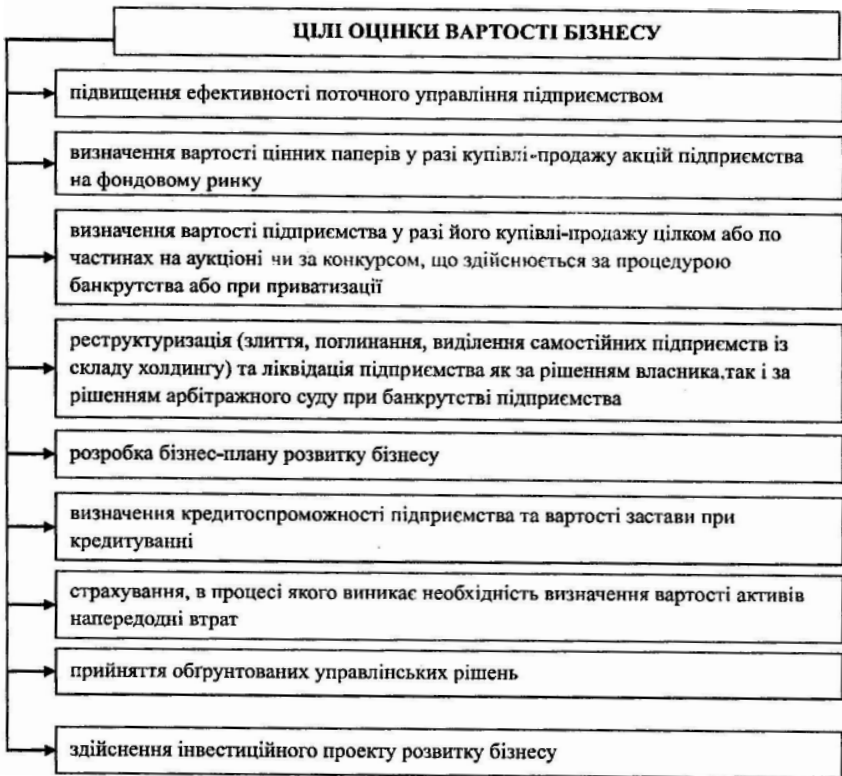 ЦІЛІ ОЦІНКИ ВАРТОСТІ БІЗНЕСУ
підвищення ефективності поточного управління підприємством
визначення вартості цінних паперів у разі купівлі-продажу акцій підприємства
на фондовому ринку
визначення вартості підприємства у разі його купівлі-продажу цілком або по
частинах на аукціоні чи за конкурсом, що здійснюється за процедурою
банкрутства або при приватизації
реструктуризація (злиття, поглинання, виділення самостійних підприємств із
складу холдингу) та ліквідація підприємства як за рішенням власника,так і за
рішенням арбітражного суду при банкрутстві підприємства
розробка бізнес-плану розвитку бізнесу
визначення кредитоспроможності підприємства та вартості застави при
кредитуванні
страхування, в процесі якого виникає необхідність визначення вартості активів
напередодні втрат
прийняття обґрунтованих управлінських рішень
здійснення інвестиційного проекту розвитку бізнесу